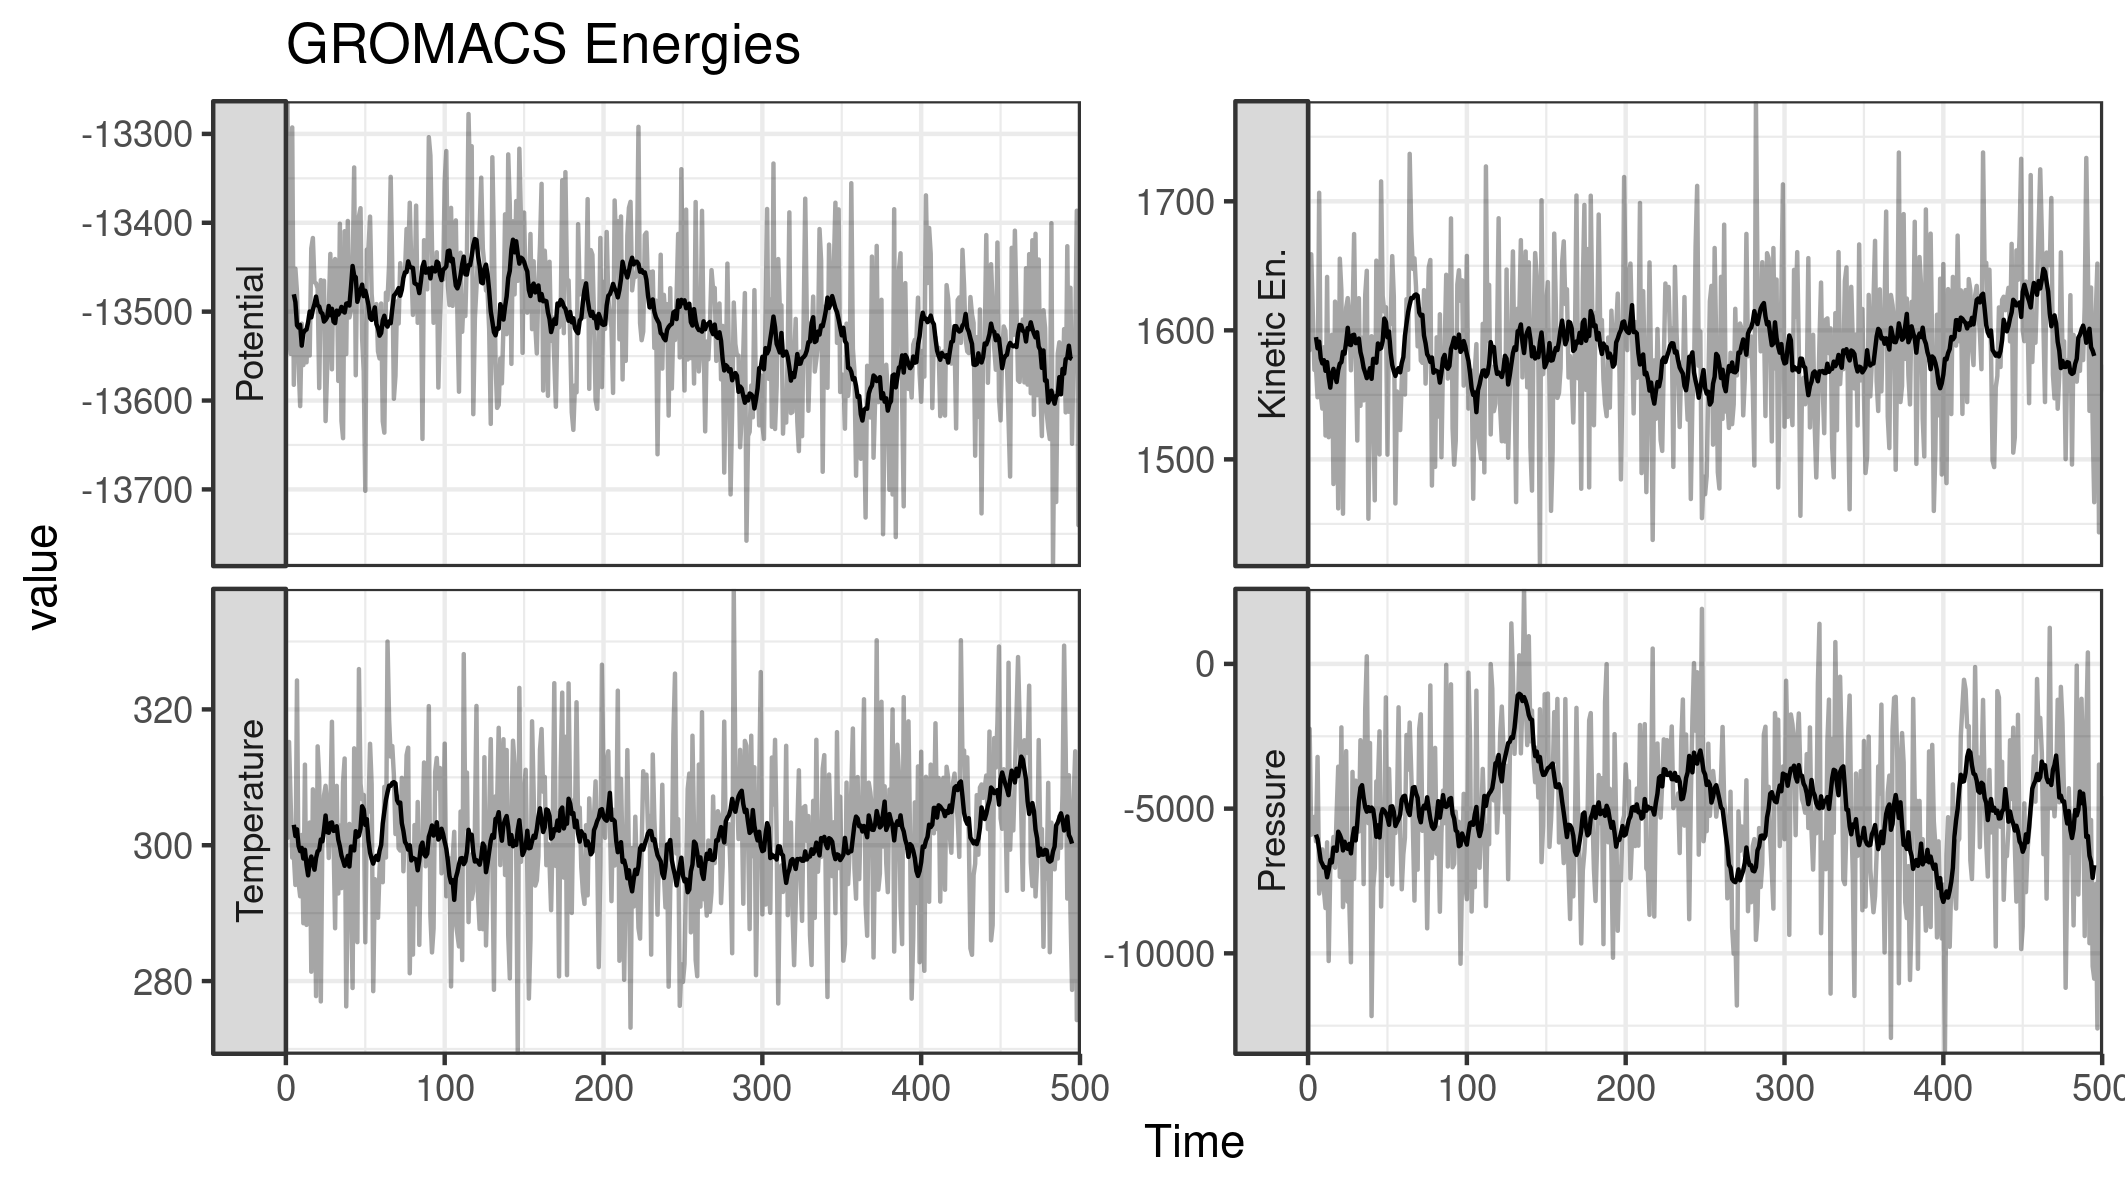 GROMACS Energies
value
Potential
-13300
-13400
-13500
-13600
-13700
Kinetic En.
1700
1600
1500
Temperature
320
300
280
0 100 200 300 400 500
Pressure
0
-5000
-10000
0 100 200 300 400 500
Time